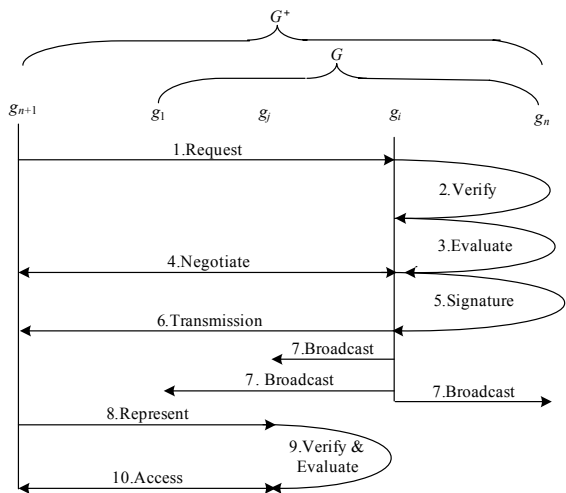 G+
G
gn+1
g1
gj
gi
gn
1.Request
2.Verify
3.Evaluate
4.Negotiate
5.Signature
6.Transmission
7.Broadcast
7. Broadcast
7.Broadcast
8.Represent
9.Verify &
Evaluate
10.Access